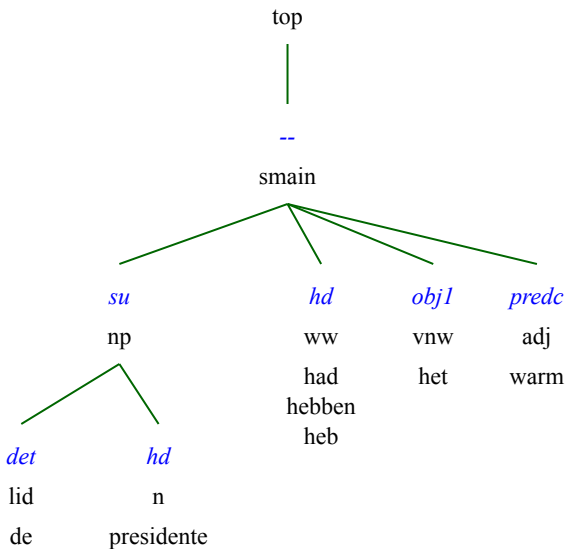 top
--
smain
su hd obj1 predc
np ww vnw adj
had het warm
hebben
heb
det hd
lid n
de presidente